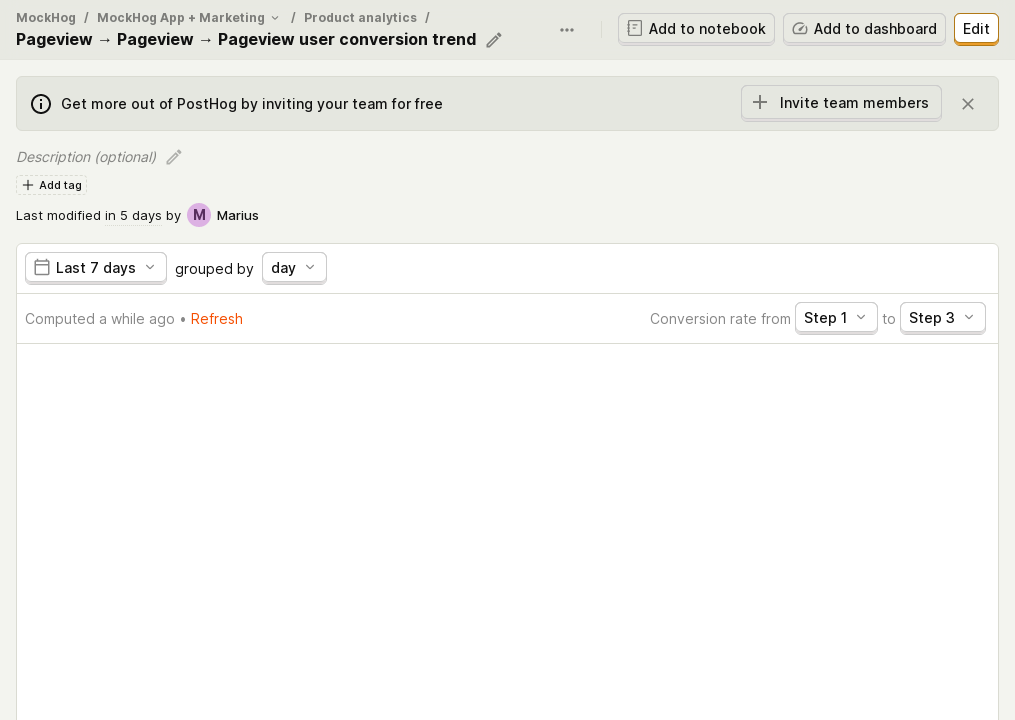 MockHog / MockHog App + Marketing / Product analytics /
Pageview → Pageview → Pageview user conversion trend
Add to notebook
Add to dashboard
Edit
Get more out of PostHog by inviting your team for free
Invite team members
Description (optional)
Add tag
Last modified in 5 days by M Marius
Last 7 days grouped by day
Computed a while ago • Refresh
Conversion rate from Step 1 to Step 3